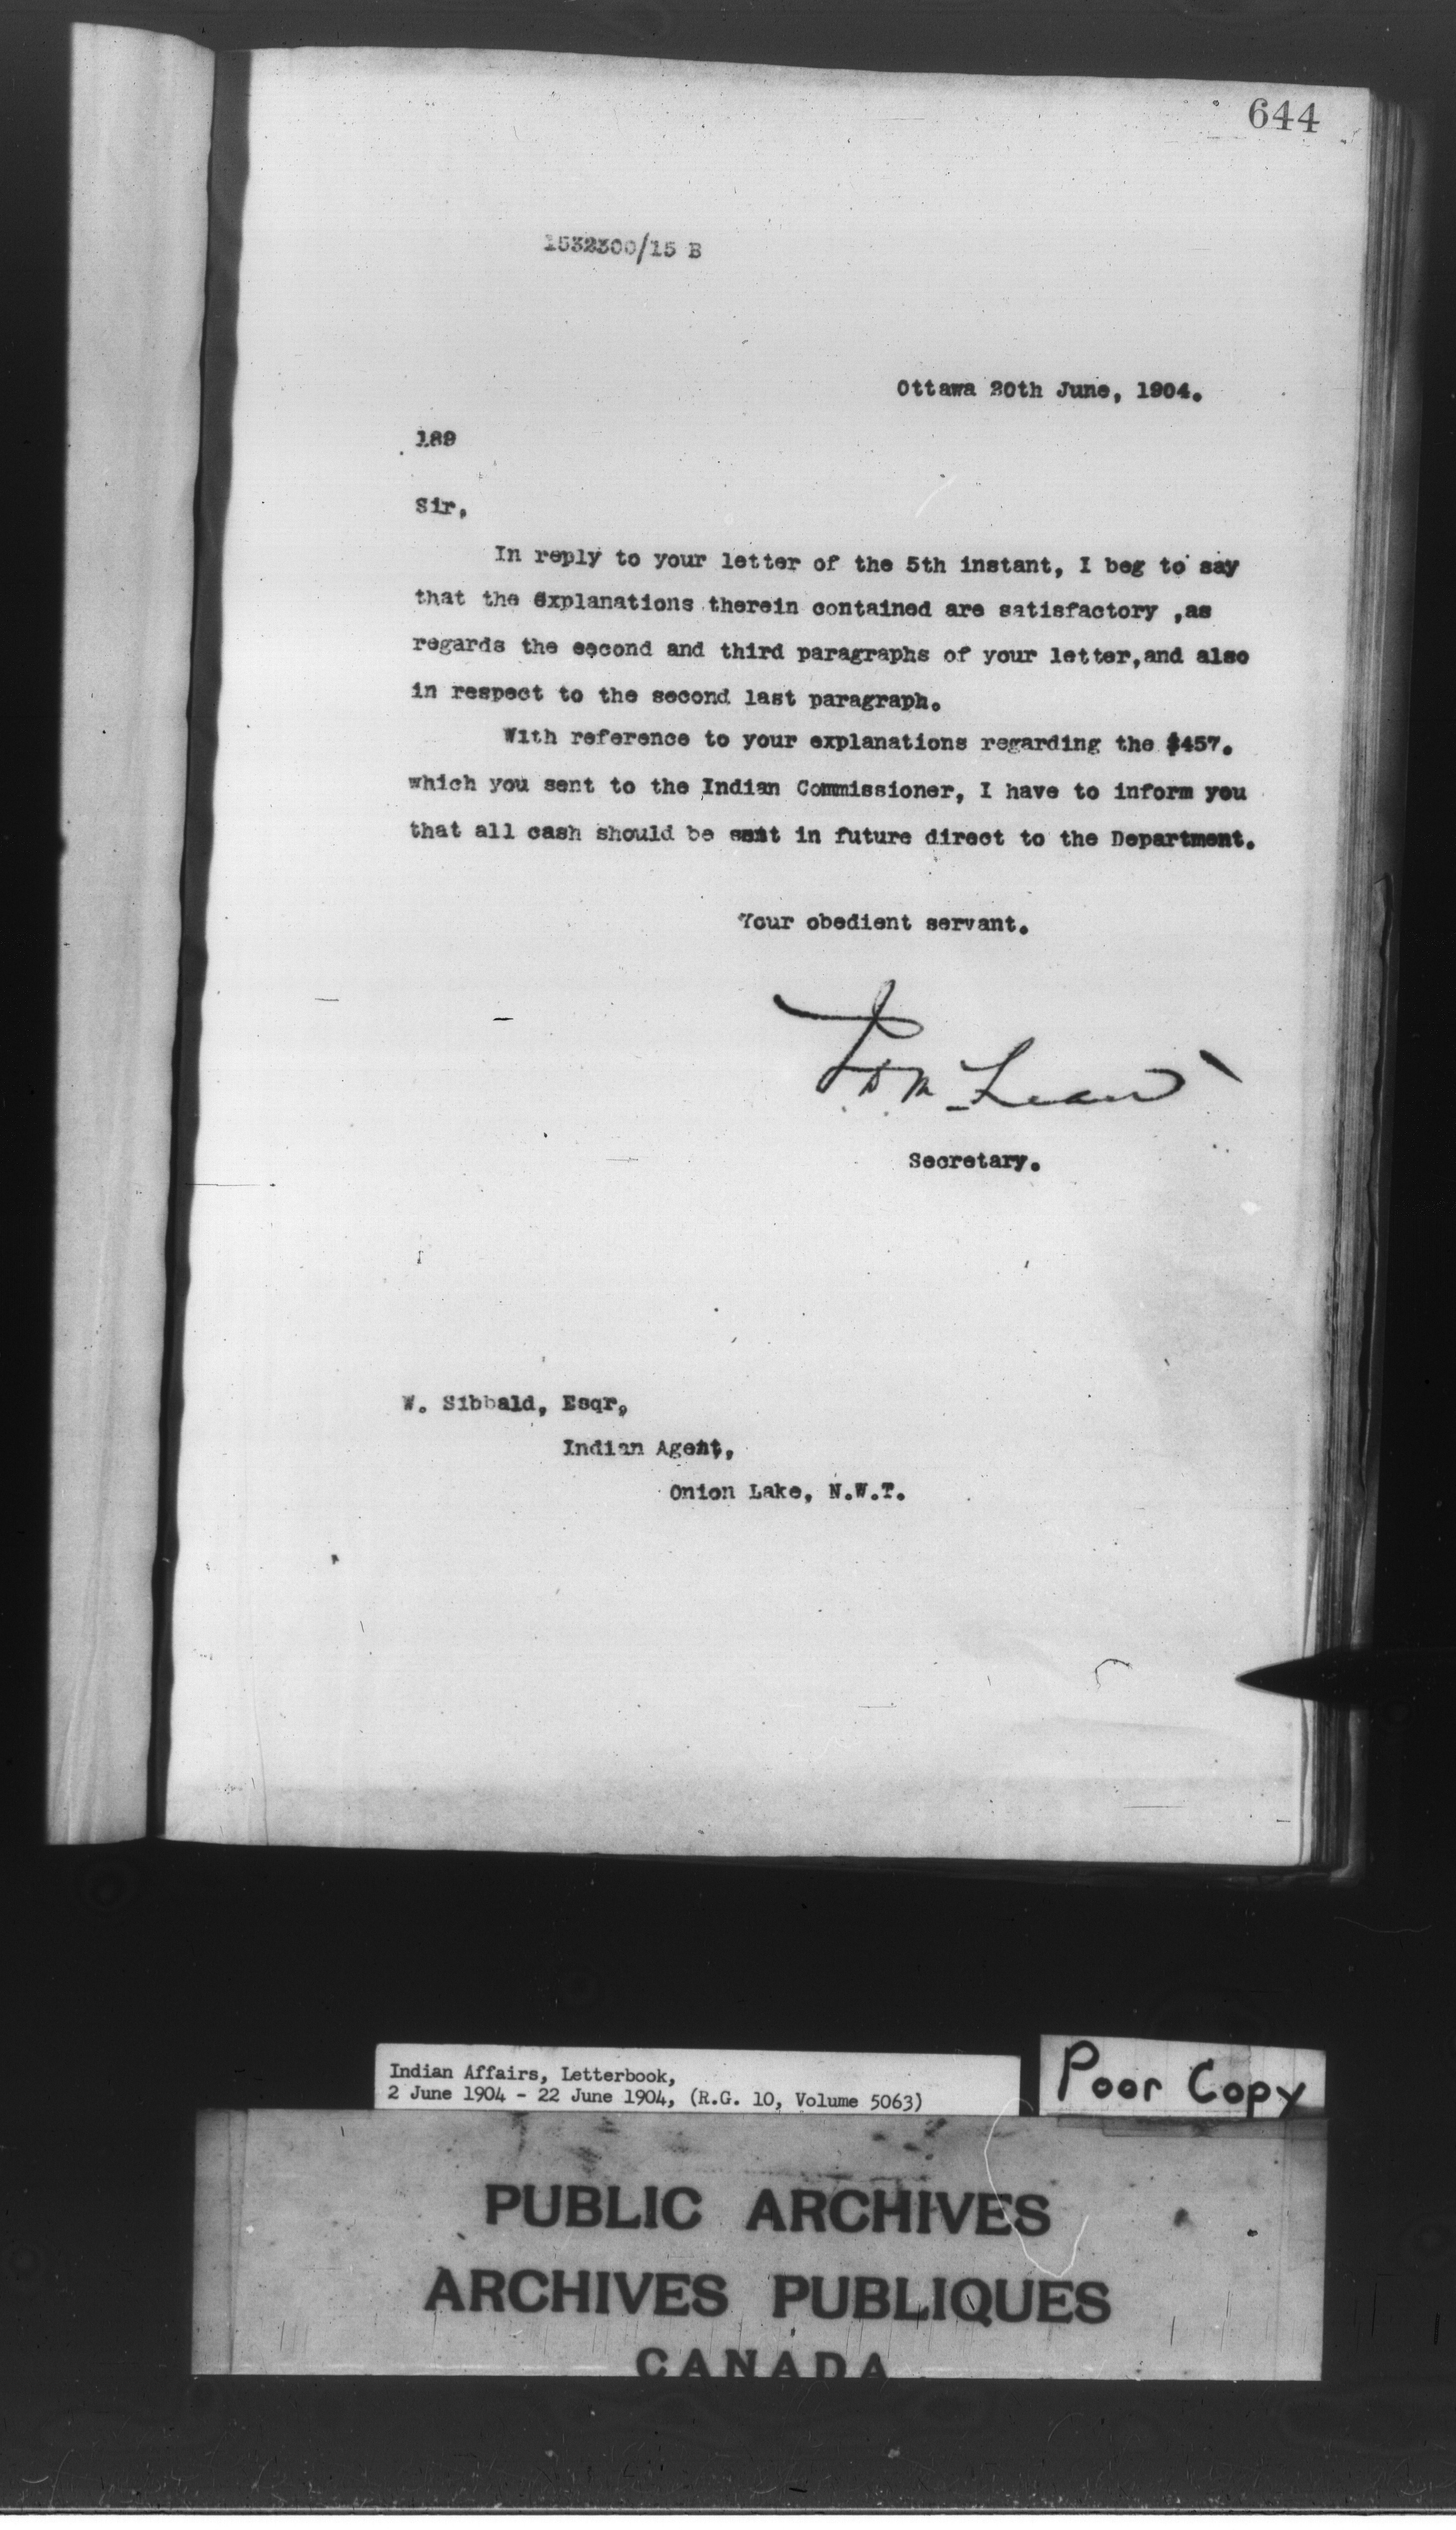 644
1532300/15 B
Ottawa 20th June, 1904.
189
Sir,
In reply to your letter of the 5th instant, I beg to say
that the explanations therein contained are satisfactory ,as
regards the second and third paragraphs of your letter,and also
in respect to the second last paragraph.
With reference to your explanations regarding the $457.
which you sent to the Indian Commissioner, I have to inform you
that all cash should be sent in future direct to the Department.
Your obedient servant.
J D McLean
Secretary.
W. Sibbald, Esqr,
Indian Agent,
Onion Lake, N.W.T.
Indian Affairs, Letterbook,
2 June 1904 - 22 June 1904, (R.G. 10, Volume 5063)
Poor Copy
PUBLIC ARCHIVES
ARCHIVES PUBLIQUES
CANADA